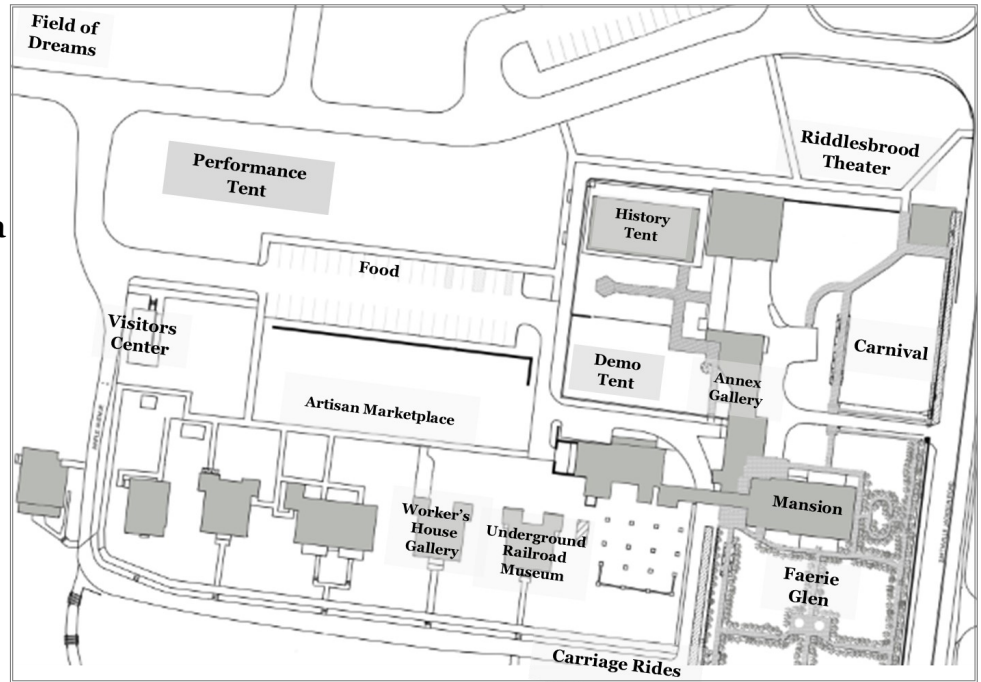 Field of
Dreams
Performance
Tent
Riddlesbrood
Theater
History
Tent
Food
Visitors
Center
Demo
Tent
Annex
Gallery
Carnival
Artisan Marketplace
Mansion
Worker's
House
Gallery
Underground
Railroad
Museum
Faerie
Glen
Carriage Rides